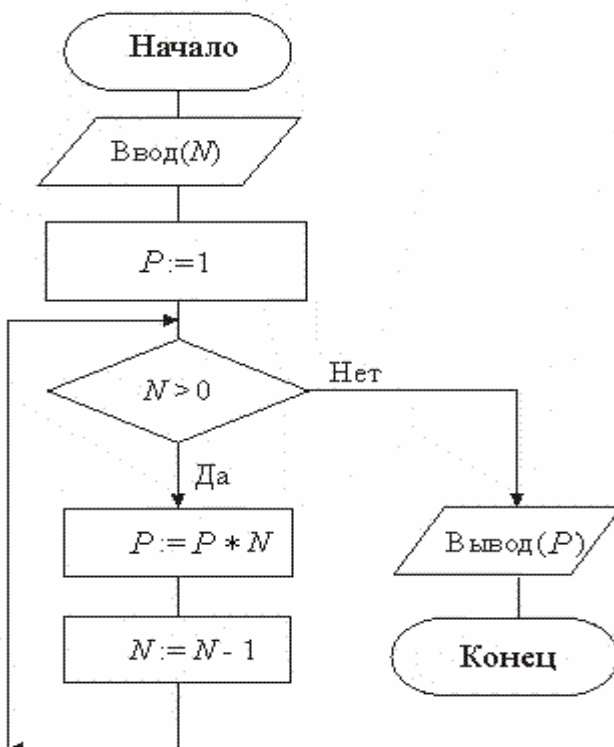 Начало
Ввод(N)
P:=1
N>0
Нет
Да
P:=P*N
Вывод(P)
N:=N-1
Конец